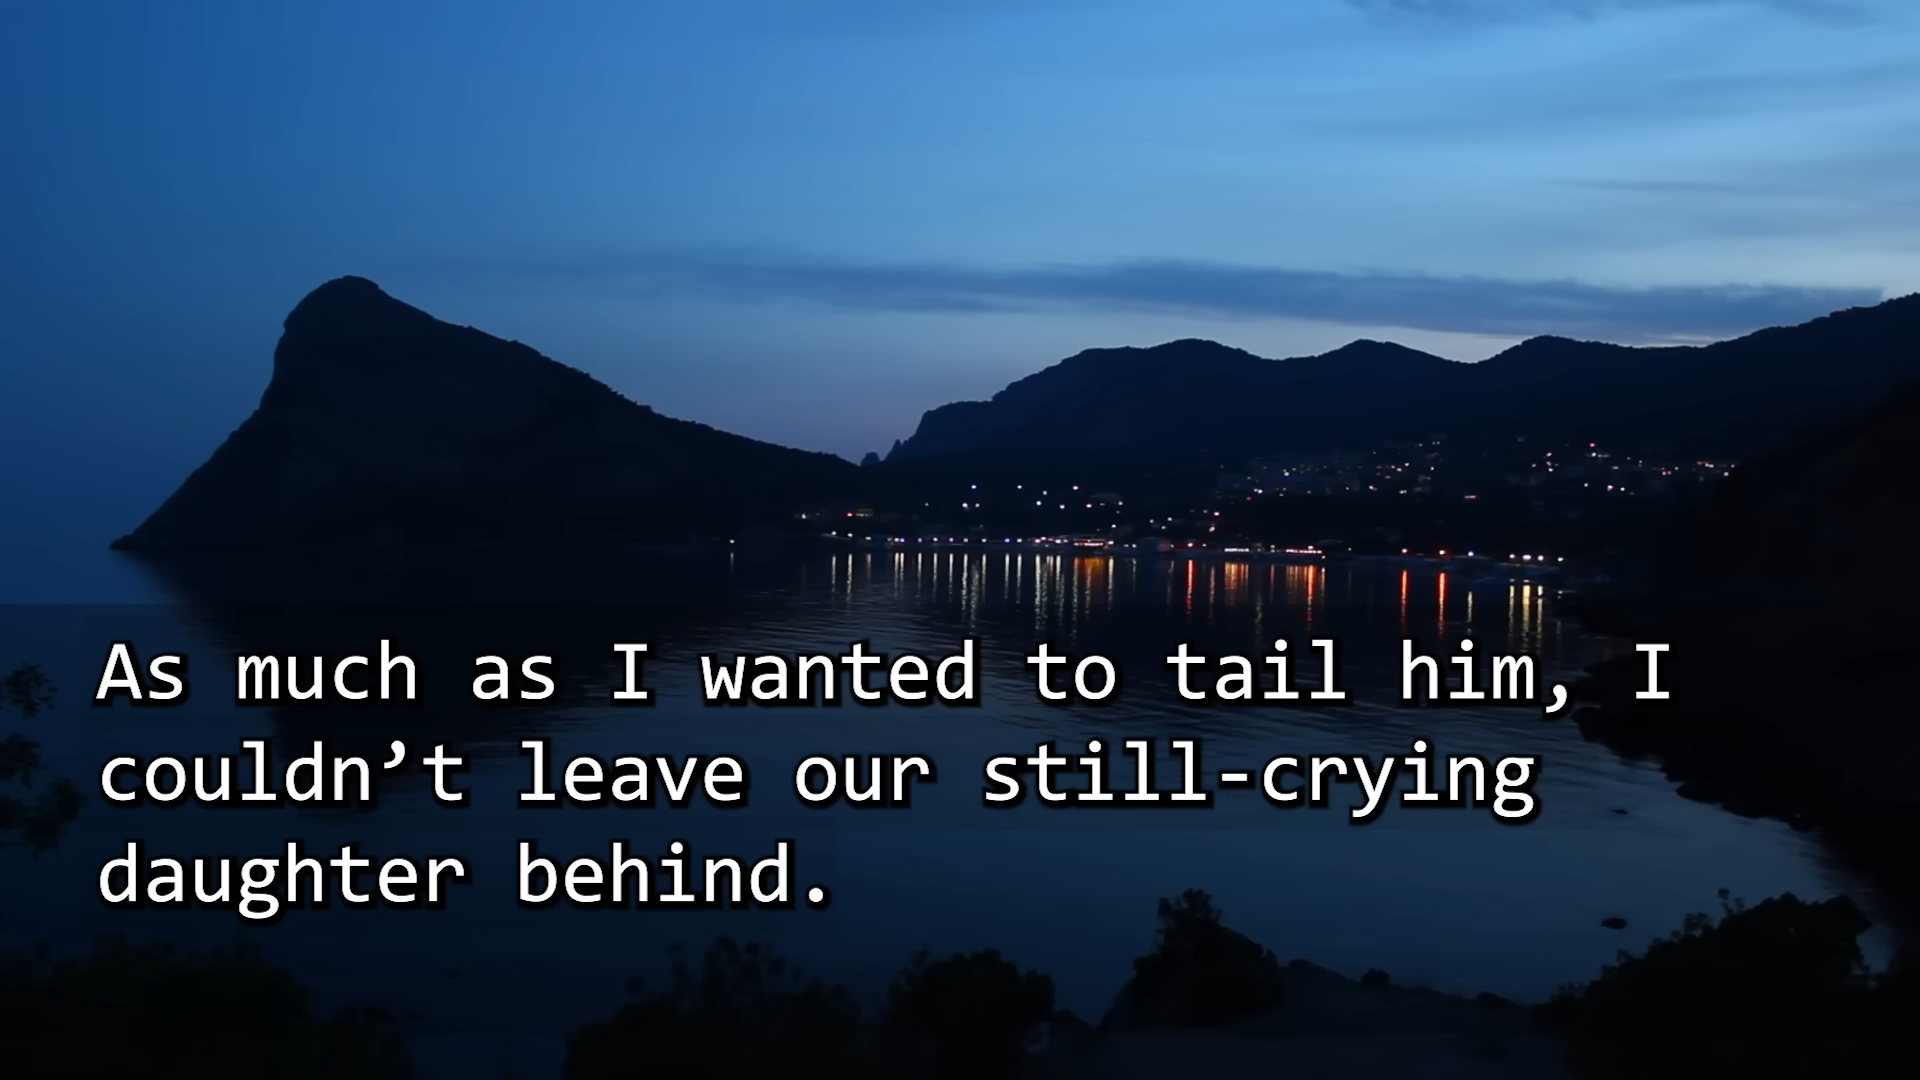 As much as I wanted to tail him, I
couldn’t leave our still-crying
daughter behind.